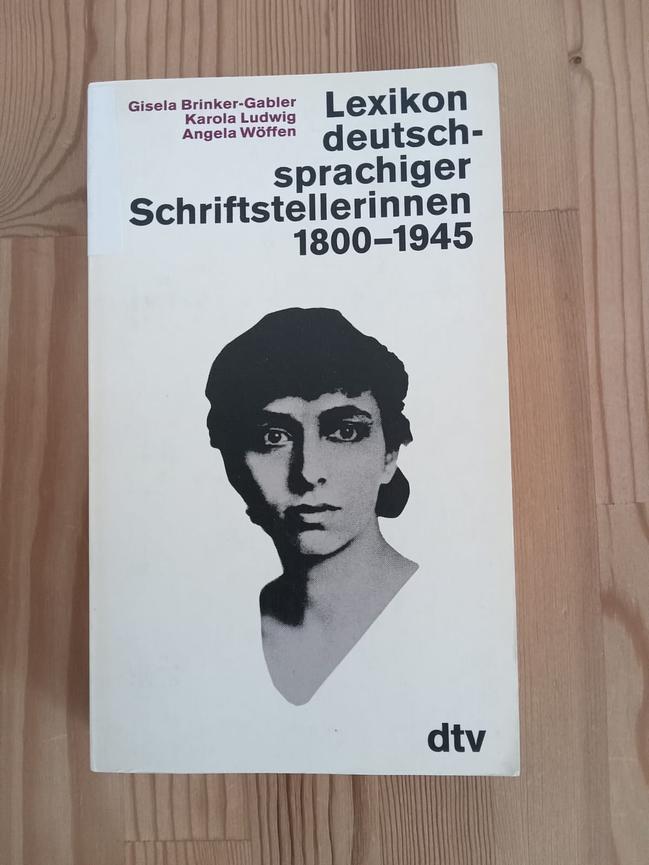 Gisela Brinker-Gabler
Karola Ludwig
Angela Wöffen
Lexikon
deutsch-
sprachiger
Schriftstellerinnen
1800–1945
dtv